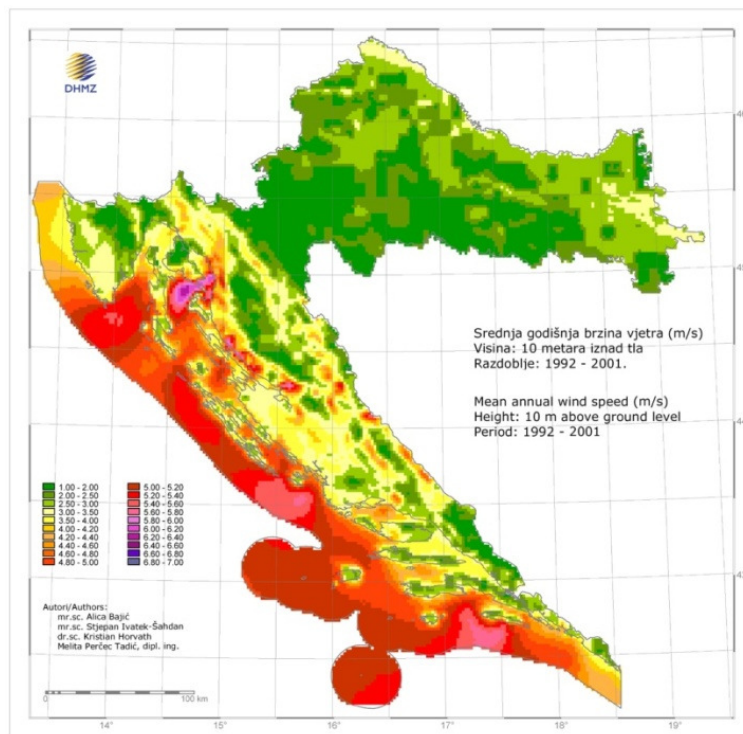 DHMZ
Srednja godišnja brzina vjetra (m/s)
Visina: 10 metara iznad tla
Razdoblje: 1992 - 2001.
Mean annual wind speed (m/s)
Height: 10 m above ground level
Period: 1992 - 2001
1.00 - 2.00
2.00 - 2.50
2.50 - 3.00
3.00 - 3.50
3.50 - 4.00
4.00 - 4.20
4.20 - 4.40
4.40 - 4.60
4.60 - 4.80
4.80 - 5.00
5.00 - 5.20
5.20 - 5.40
5.40 - 5.60
5.60 - 5.80
5.80 - 6.00
6.00 - 6.20
6.20 - 6.40
6.40 - 6.60
6.60 - 6.80
6.80 - 7.00
Autori/Authors:
mr.sc. Alica Bajić
mr.sc. Stjepan Ivatek-Šahdan
dr.sc. Kristian Horvath
Melita Perčec Tadić, dipl. ing.
0 100 km
14° 15° 16° 17° 18° 19°